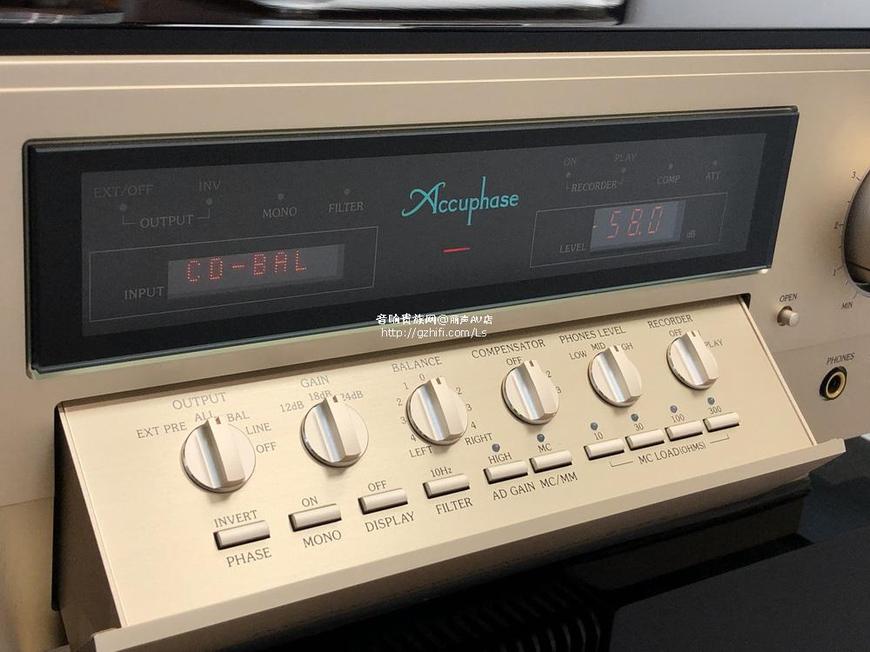 EXT/OFF
INV
OUTPUT
MONO
FILTER
Accuphase
ON
PLAY
RECORDER
COMP
ATT
INPUT
CD-BAL
LEVEL
-58.0
dB
3
2
1
MIN
OPEN
PHONES
音响贵族网@丽声AV店
http://gzhifi.com/Ls
OUTPUT
EXT PRE
ALL
BAL
LINE
OFF
GAIN
12dB 18dB 24dB
BALANCE
1 0
2 2
3 3
4 4
LEFT RIGHT
COMPENSATOR
OFF
2
3
PHONES LEVEL
LOW MID
RECORDER
OFF
PLAY
INVERT
PHASE
ON
MONO
OFF
DISPLAY
10Hz
FILTER
HIGH
AD GAIN
MC
MC/MM
10 30 100 300
MC LOAD(OHMS)